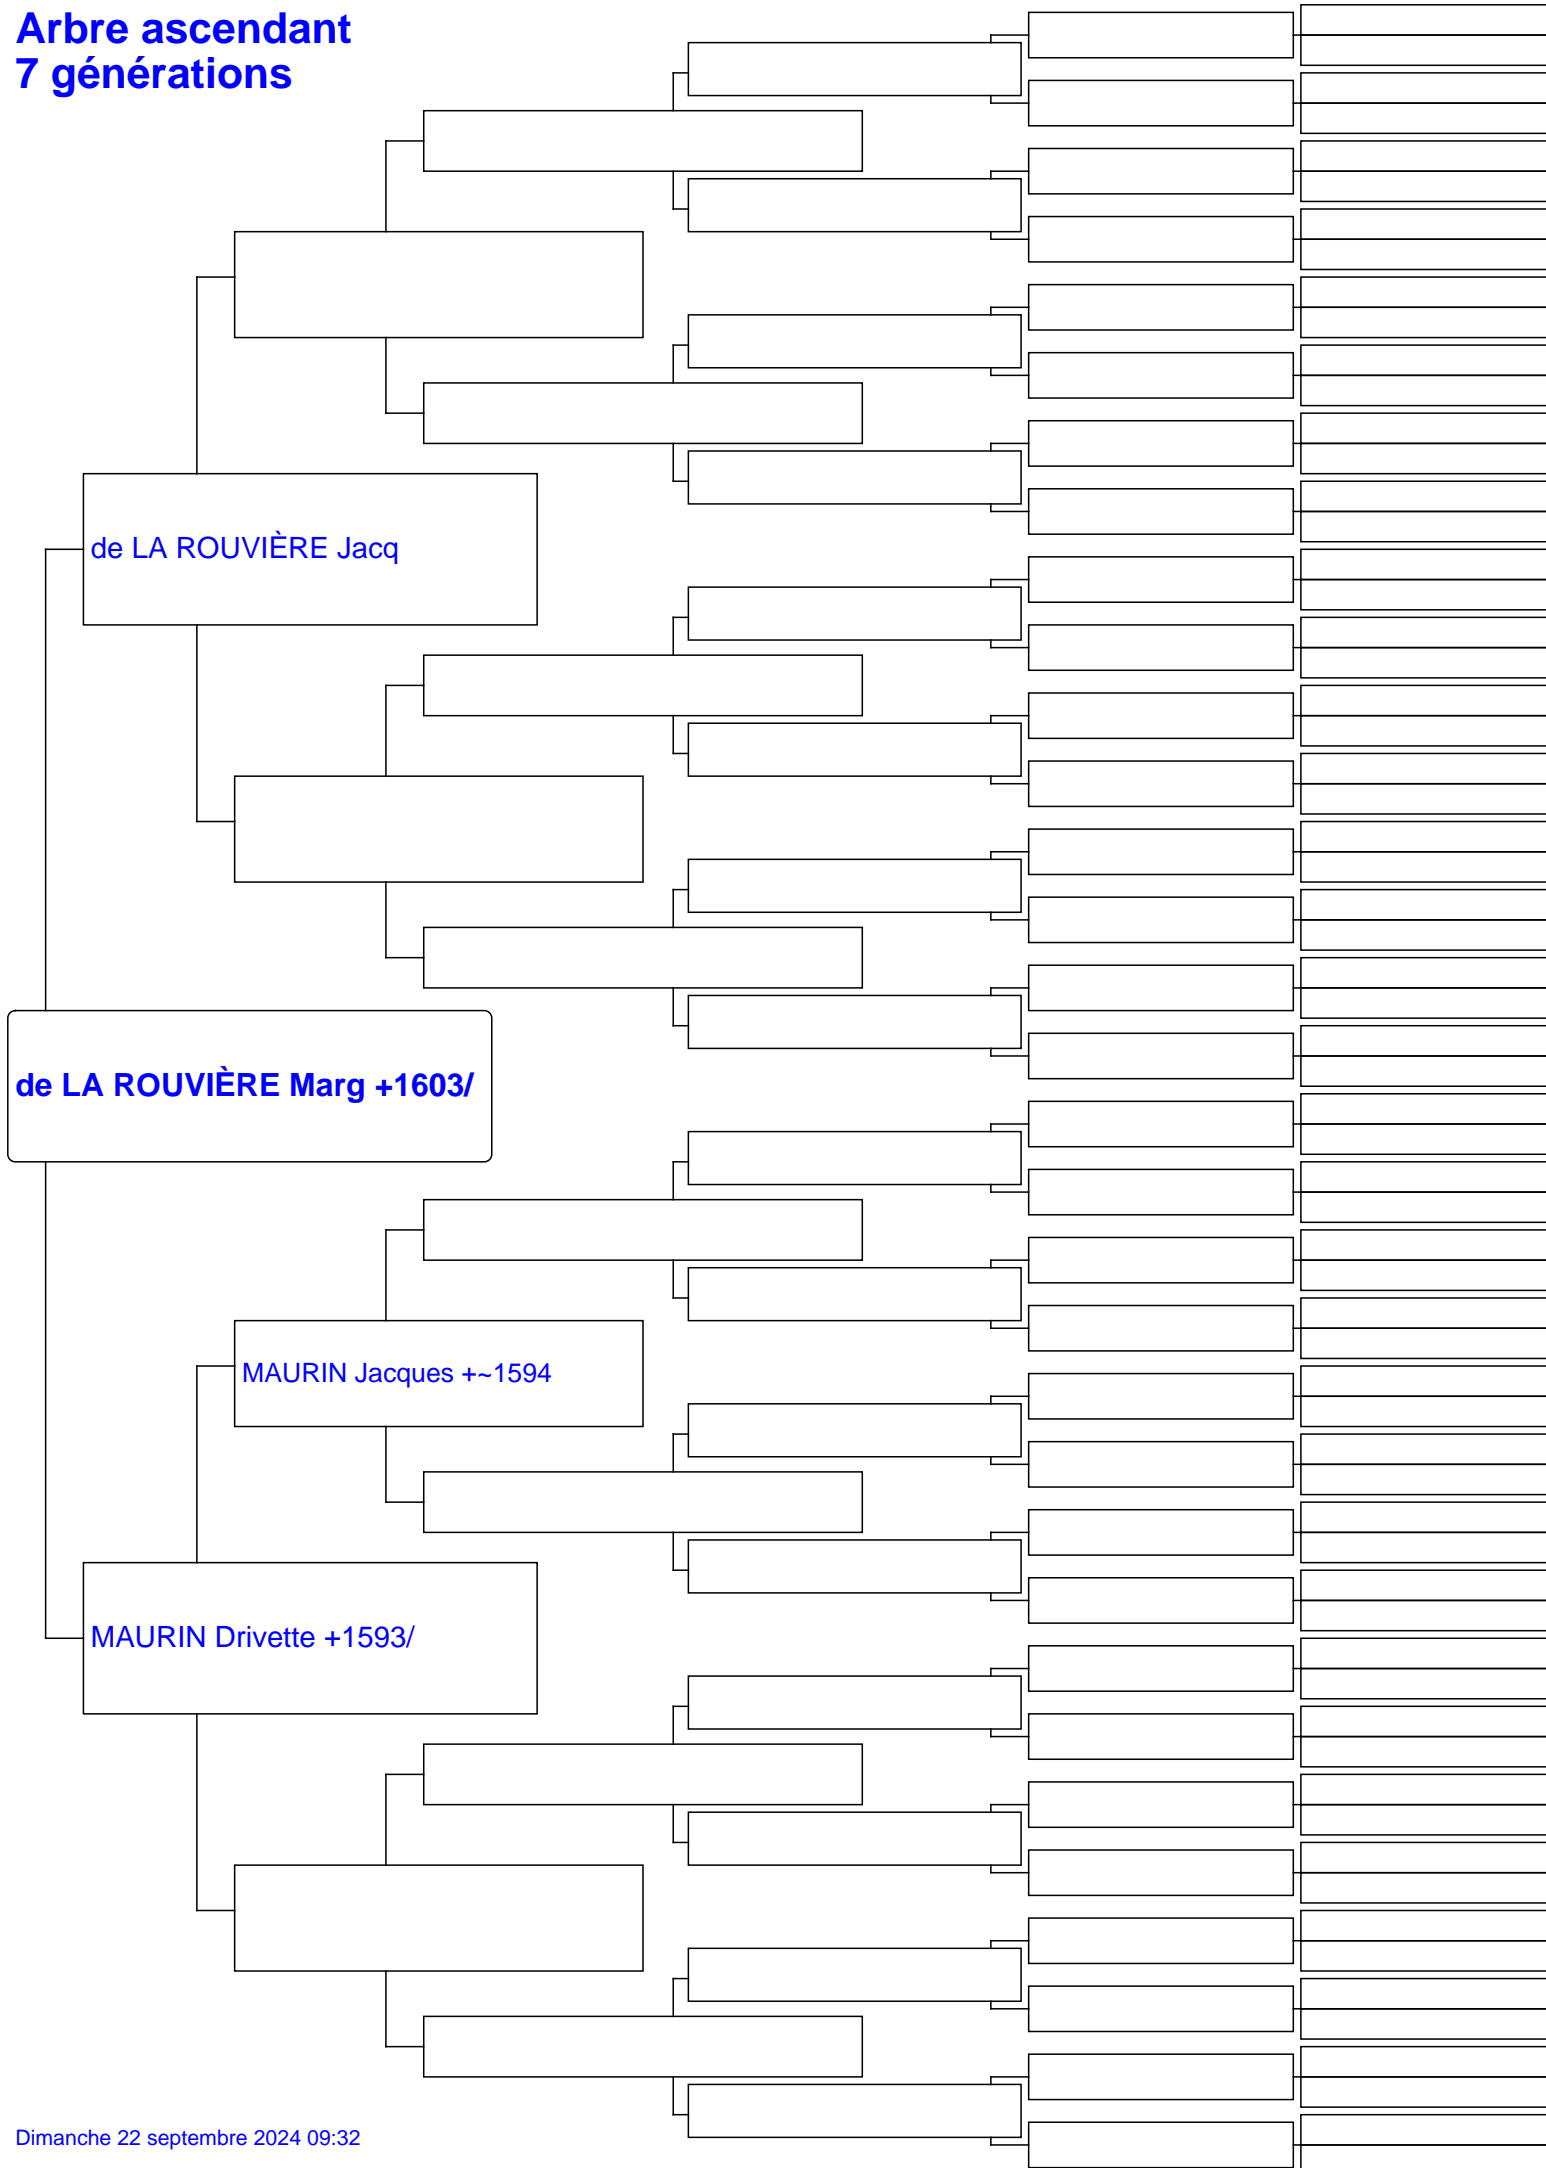 Arbre ascendant
7 générations
de LA ROUVIÈRE Jacq
de LA ROUVIÈRE Marg +1603/
MAURIN Jacques +~1594
MAURIN Drivette +1593/
Dimanche 22 septembre 2024 09:32